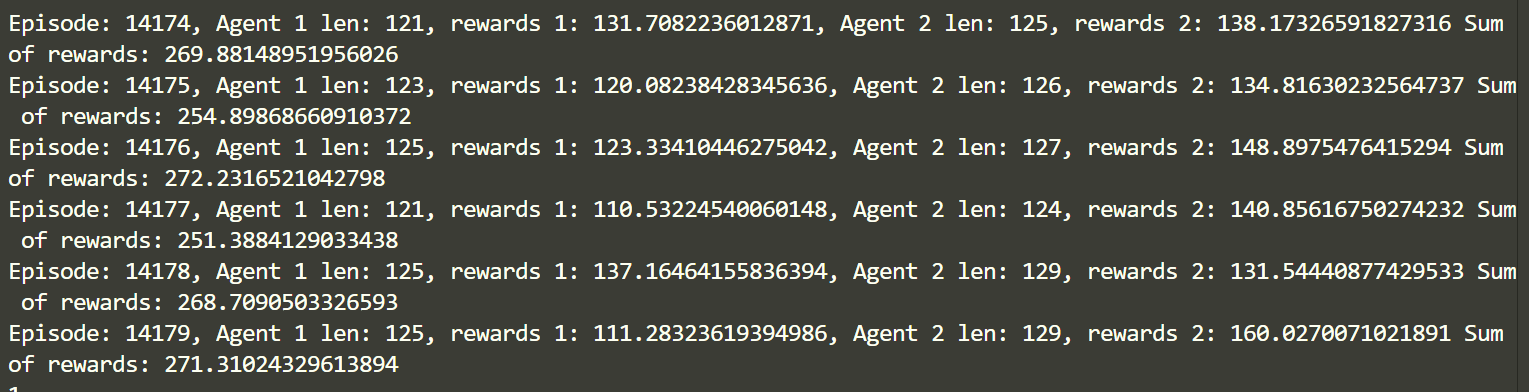 Episode: 14174, Agent 1 len: 121, rewards 1: 131.7082236012871, Agent 2 len: 125, rewards 2: 138.17326591827316 Sum
of rewards: 269.88148951956026
Episode: 14175, Agent 1 len: 123, rewards 1: 120.08238428345636, Agent 2 len: 126, rewards 2: 134.81630232564737 Sum
of rewards: 254.89868660910372
Episode: 14176, Agent 1 len: 125, rewards 1: 123.33410446275042, Agent 2 len: 127, rewards 2: 148.8975476415294 Sum
of rewards: 272.2316521042798
Episode: 14177, Agent 1 len: 121, rewards 1: 110.53224540060148, Agent 2 len: 124, rewards 2: 140.85616750274232 Sum
of rewards: 251.3884129033438
Episode: 14178, Agent 1 len: 125, rewards 1: 137.16464155836394, Agent 2 len: 129, rewards 2: 131.54440877429533 Sum
of rewards: 268.7090503326593
Episode: 14179, Agent 1 len: 125, rewards 1: 111.28323619394986, Agent 2 len: 129, rewards 2: 160.0270071021891 Sum
of rewards: 271.31024329613894